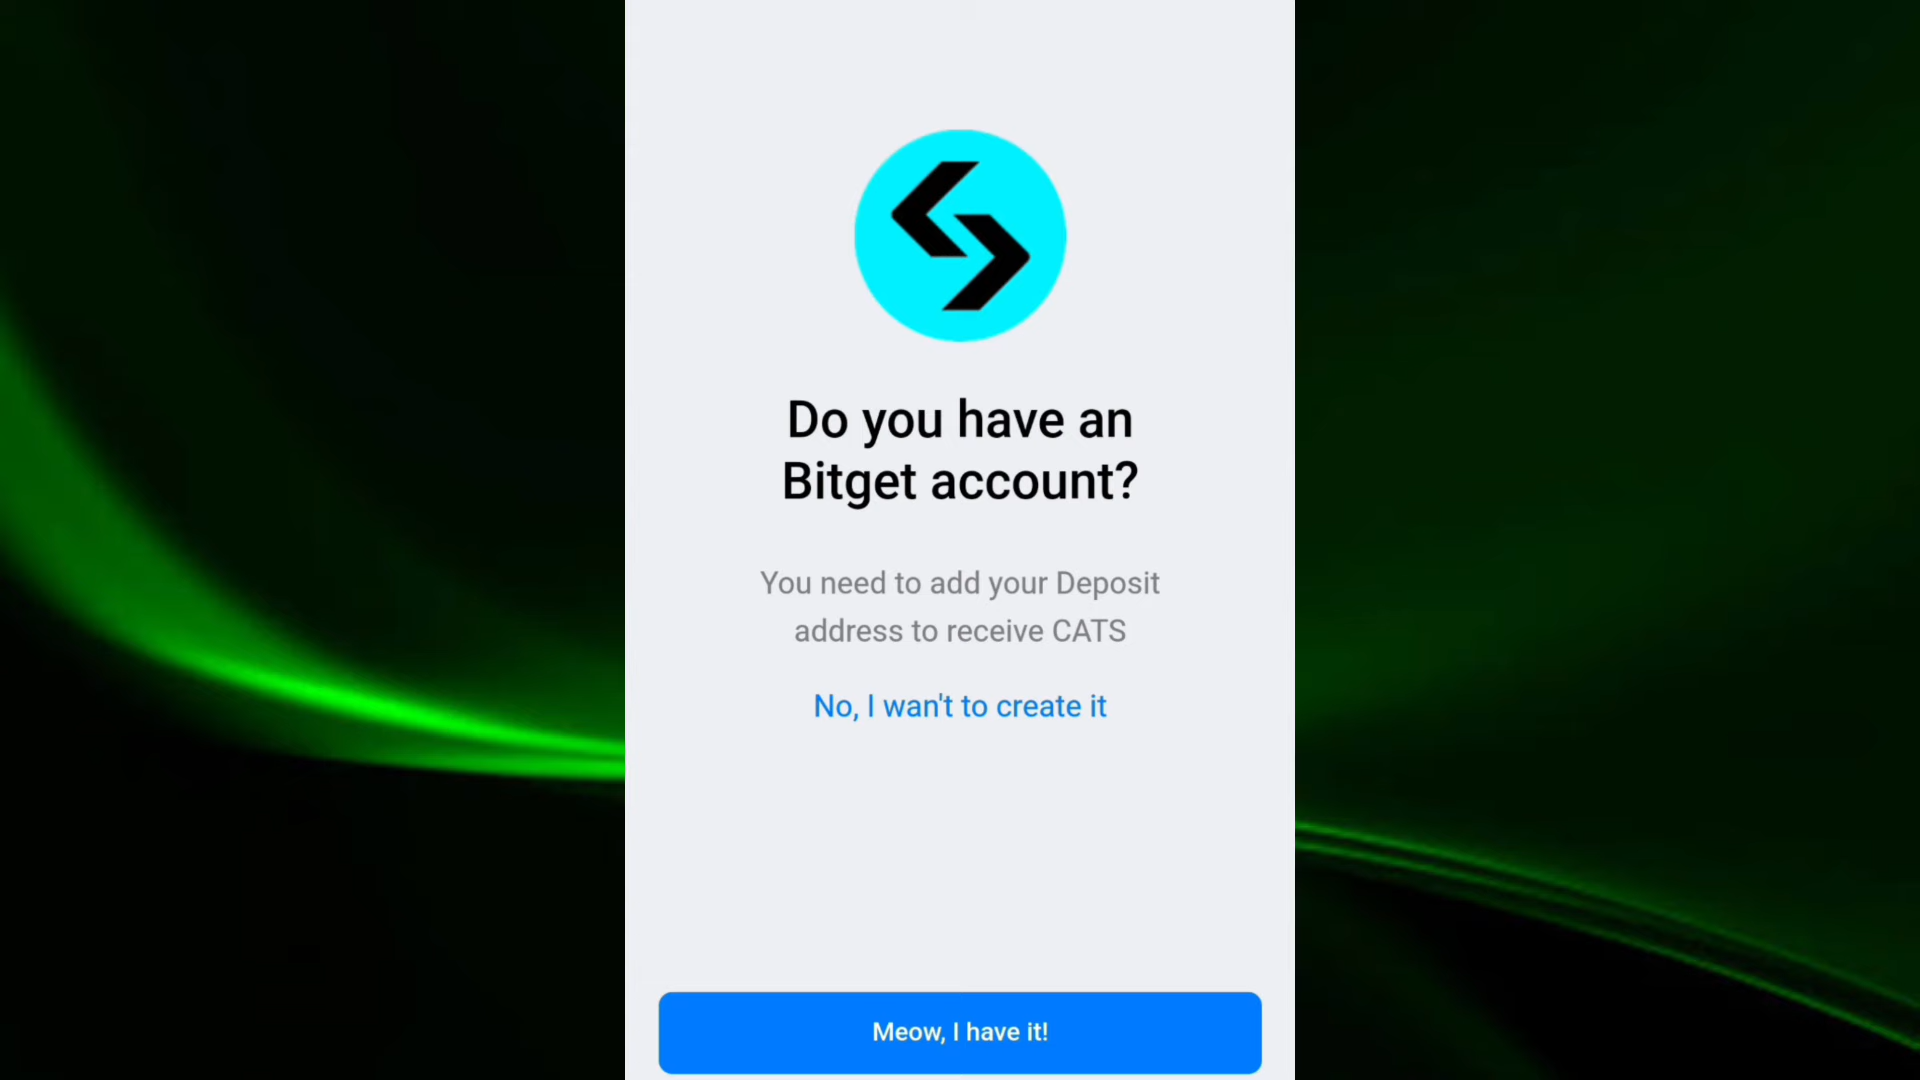 Do you have an
Bitget account?
You need to add your Deposit
address to receive CATS
No, I wan't to create it
Meow, I have it!